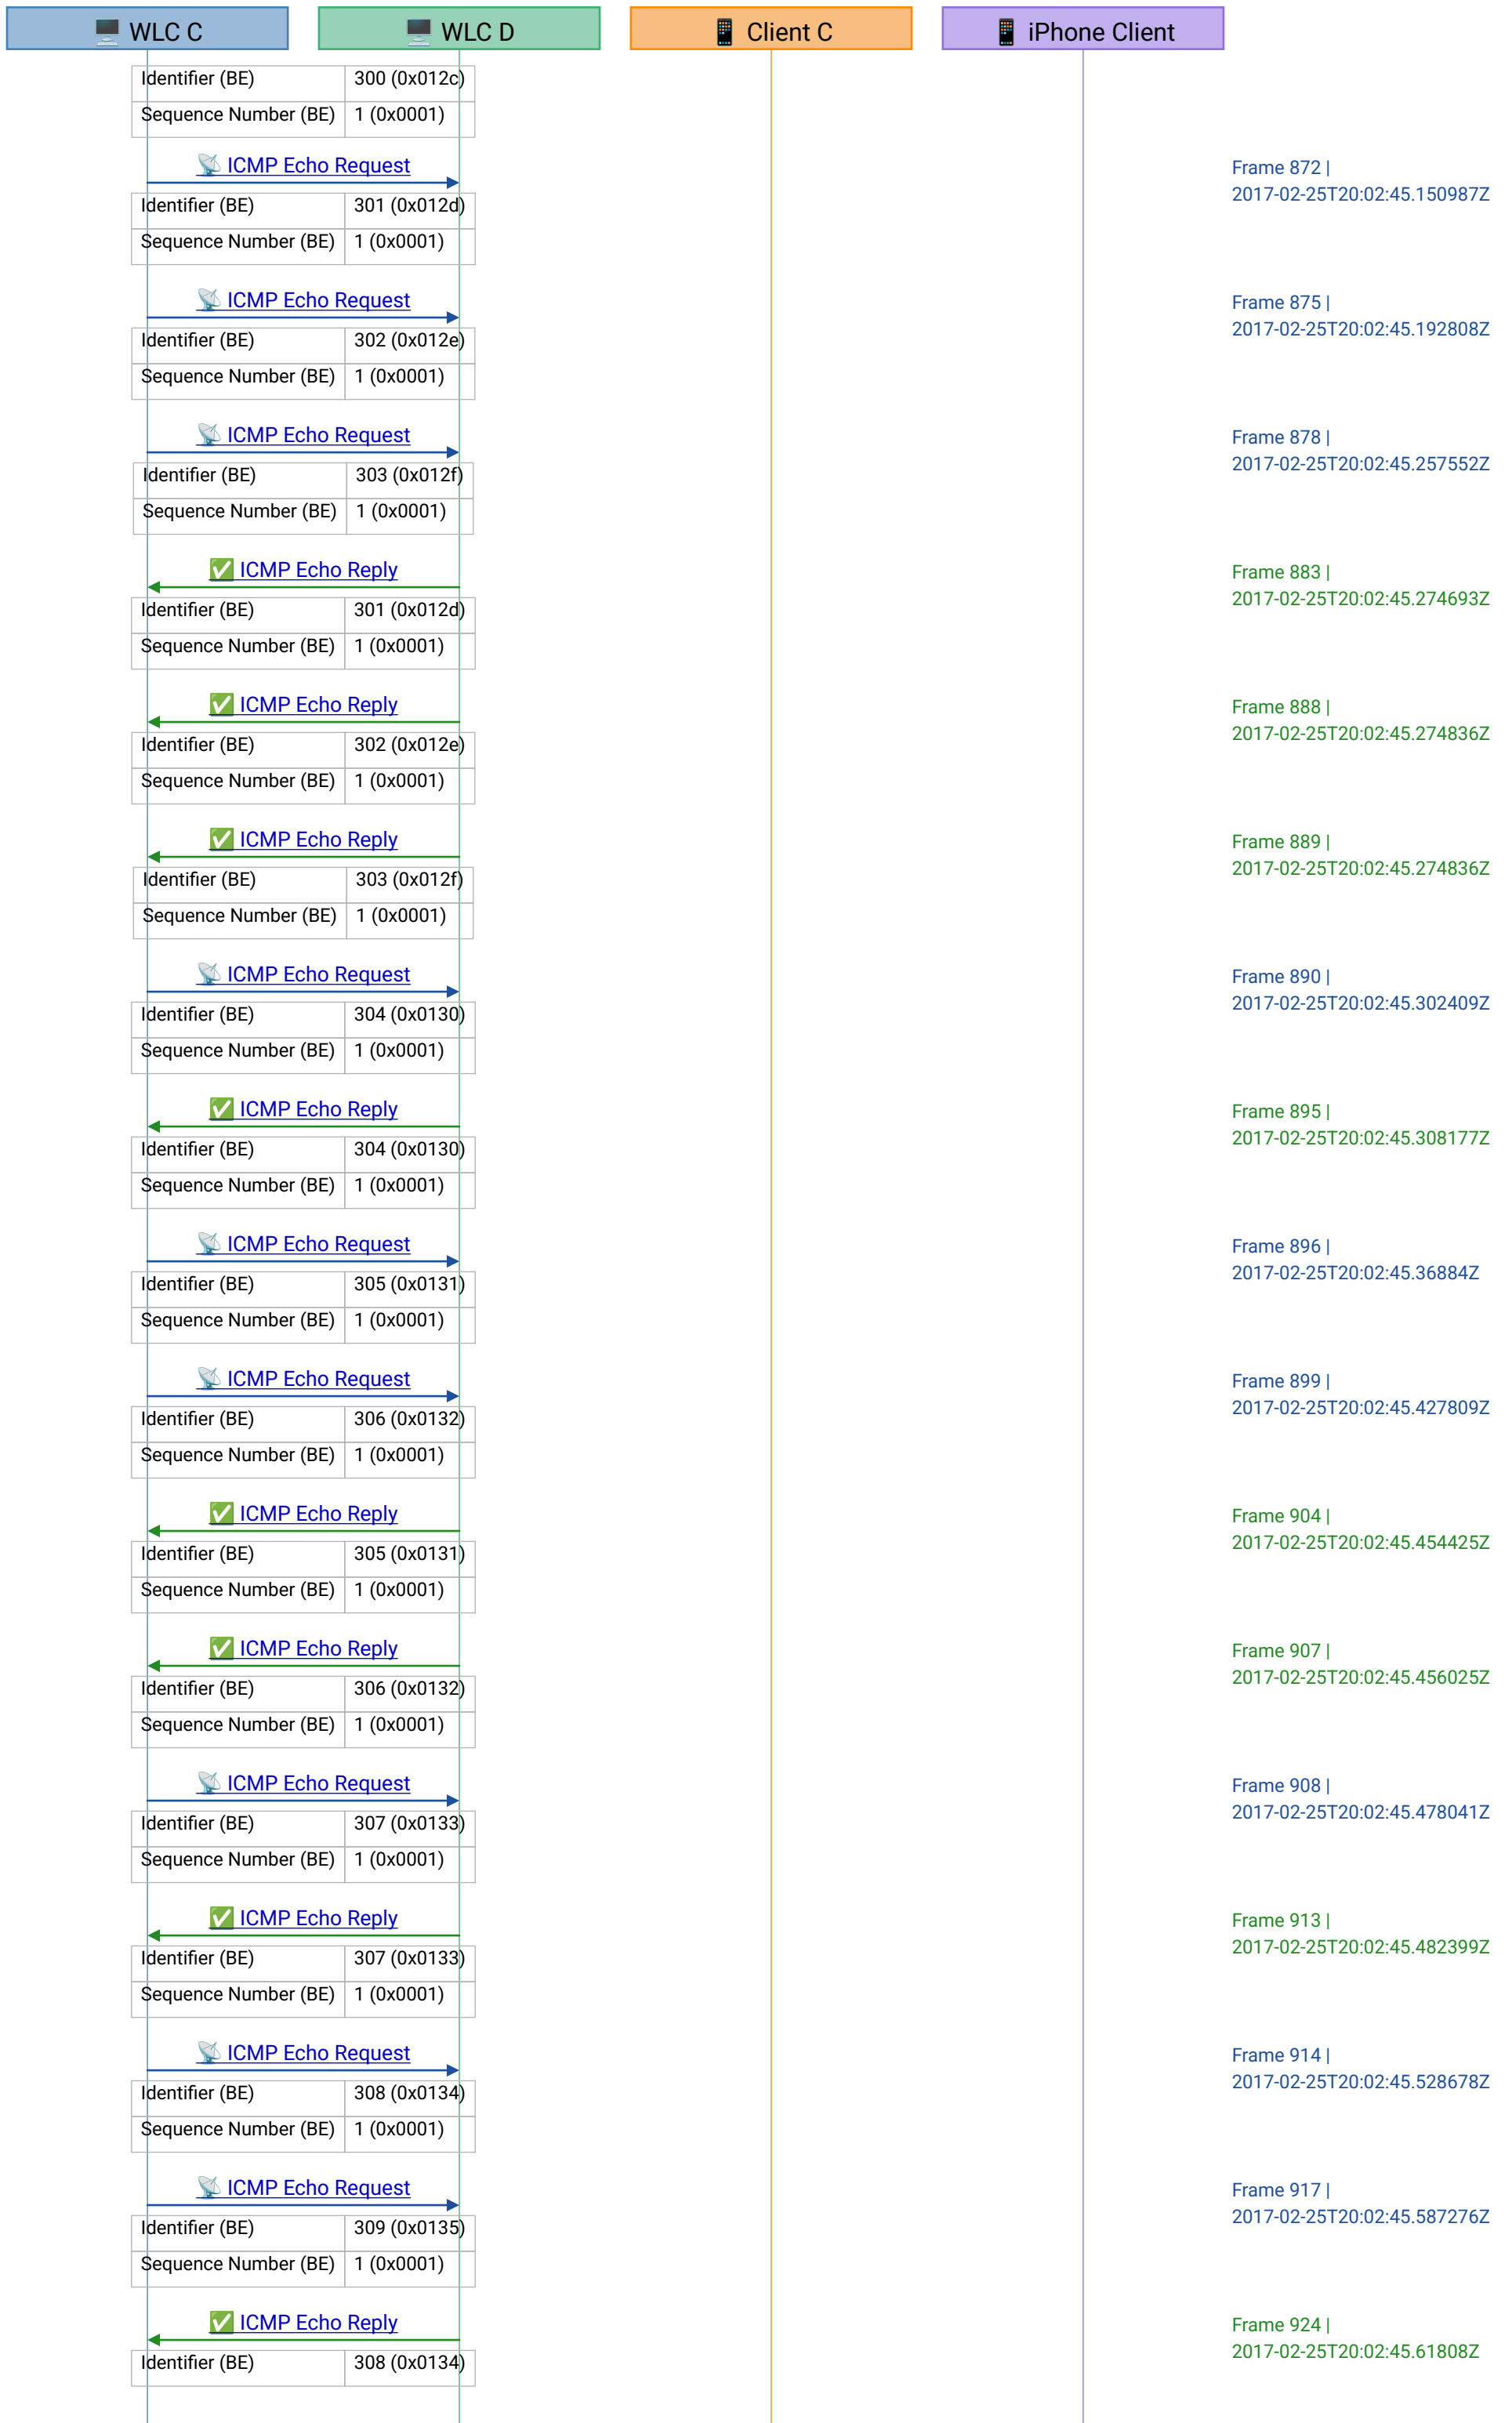 WLC C WLC D Client C iPhone Client
Identifier (BE) 300 (0x012c)
Sequence Number (BE) 1 (0x0001)
ICMP Echo Request
Frame 872 |
2017-02-25T20:02:45.150987Z
Identifier (BE) 301 (0x012d)
Sequence Number (BE) 1 (0x0001)
ICMP Echo Request
Frame 875 |
2017-02-25T20:02:45.192808Z
Identifier (BE) 302 (0x012e)
Sequence Number (BE) 1 (0x0001)
ICMP Echo Request
Frame 878 |
2017-02-25T20:02:45.257552Z
Identifier (BE) 303 (0x012f)
Sequence Number (BE) 1 (0x0001)
ICMP Echo Reply
Frame 883 |
2017-02-25T20:02:45.274693Z
Identifier (BE) 301 (0x012d)
Sequence Number (BE) 1 (0x0001)
ICMP Echo Reply
Frame 888 |
2017-02-25T20:02:45.274836Z
Identifier (BE) 302 (0x012e)
Sequence Number (BE) 1 (0x0001)
ICMP Echo Reply
Frame 889 |
2017-02-25T20:02:45.274836Z
Identifier (BE) 303 (0x012f)
Sequence Number (BE) 1 (0x0001)
ICMP Echo Request
Frame 890 |
2017-02-25T20:02:45.302409Z
Identifier (BE) 304 (0x0130)
Sequence Number (BE) 1 (0x0001)
ICMP Echo Reply
Frame 895 |
2017-02-25T20:02:45.308177Z
Identifier (BE) 304 (0x0130)
Sequence Number (BE) 1 (0x0001)
ICMP Echo Request
Frame 896 |
2017-02-25T20:02:45.36884Z
Identifier (BE) 305 (0x0131)
Sequence Number (BE) 1 (0x0001)
ICMP Echo Request
Frame 899 |
2017-02-25T20:02:45.427809Z
Identifier (BE) 306 (0x0132)
Sequence Number (BE) 1 (0x0001)
ICMP Echo Reply
Frame 904 |
2017-02-25T20:02:45.454425Z
Identifier (BE) 305 (0x0131)
Sequence Number (BE) 1 (0x0001)
ICMP Echo Reply
Frame 907 |
2017-02-25T20:02:45.456025Z
Identifier (BE) 306 (0x0132)
Sequence Number (BE) 1 (0x0001)
ICMP Echo Request
Frame 908 |
2017-02-25T20:02:45.478041Z
Identifier (BE) 307 (0x0133)
Sequence Number (BE) 1 (0x0001)
ICMP Echo Reply
Frame 913 |
2017-02-25T20:02:45.482399Z
Identifier (BE) 307 (0x0133)
Sequence Number (BE) 1 (0x0001)
ICMP Echo Request
Frame 914 |
2017-02-25T20:02:45.528678Z
Identifier (BE) 308 (0x0134)
Sequence Number (BE) 1 (0x0001)
ICMP Echo Request
Frame 917 |
2017-02-25T20:02:45.587276Z
Identifier (BE) 309 (0x0135)
Sequence Number (BE) 1 (0x0001)
ICMP Echo Reply
Frame 924 |
2017-02-25T20:02:45.61808Z
Identifier (BE) 308 (0x0134)